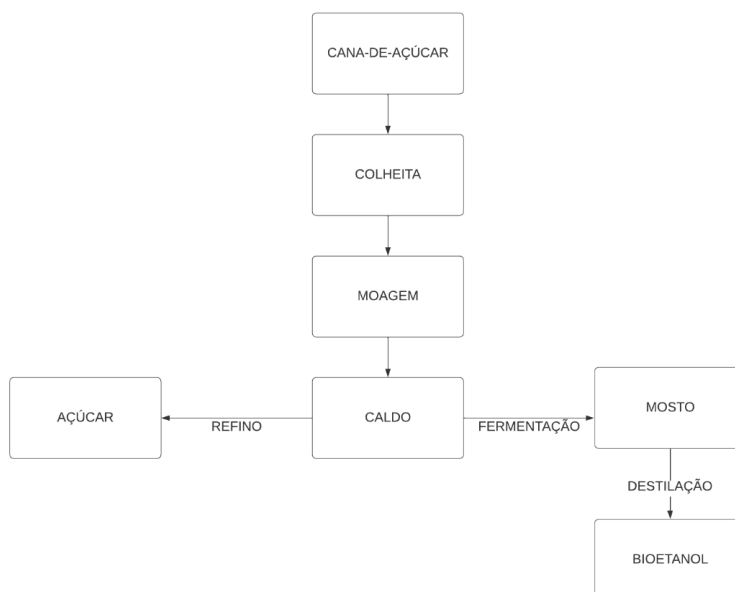 CANA-DE-AÇÚCAR
COLHEITA
MOAGEM
AÇÚCAR
REFINO
CALDO
FERMENTAÇÃO
MOSTO
DESTILAÇÃO
BIOETANOL